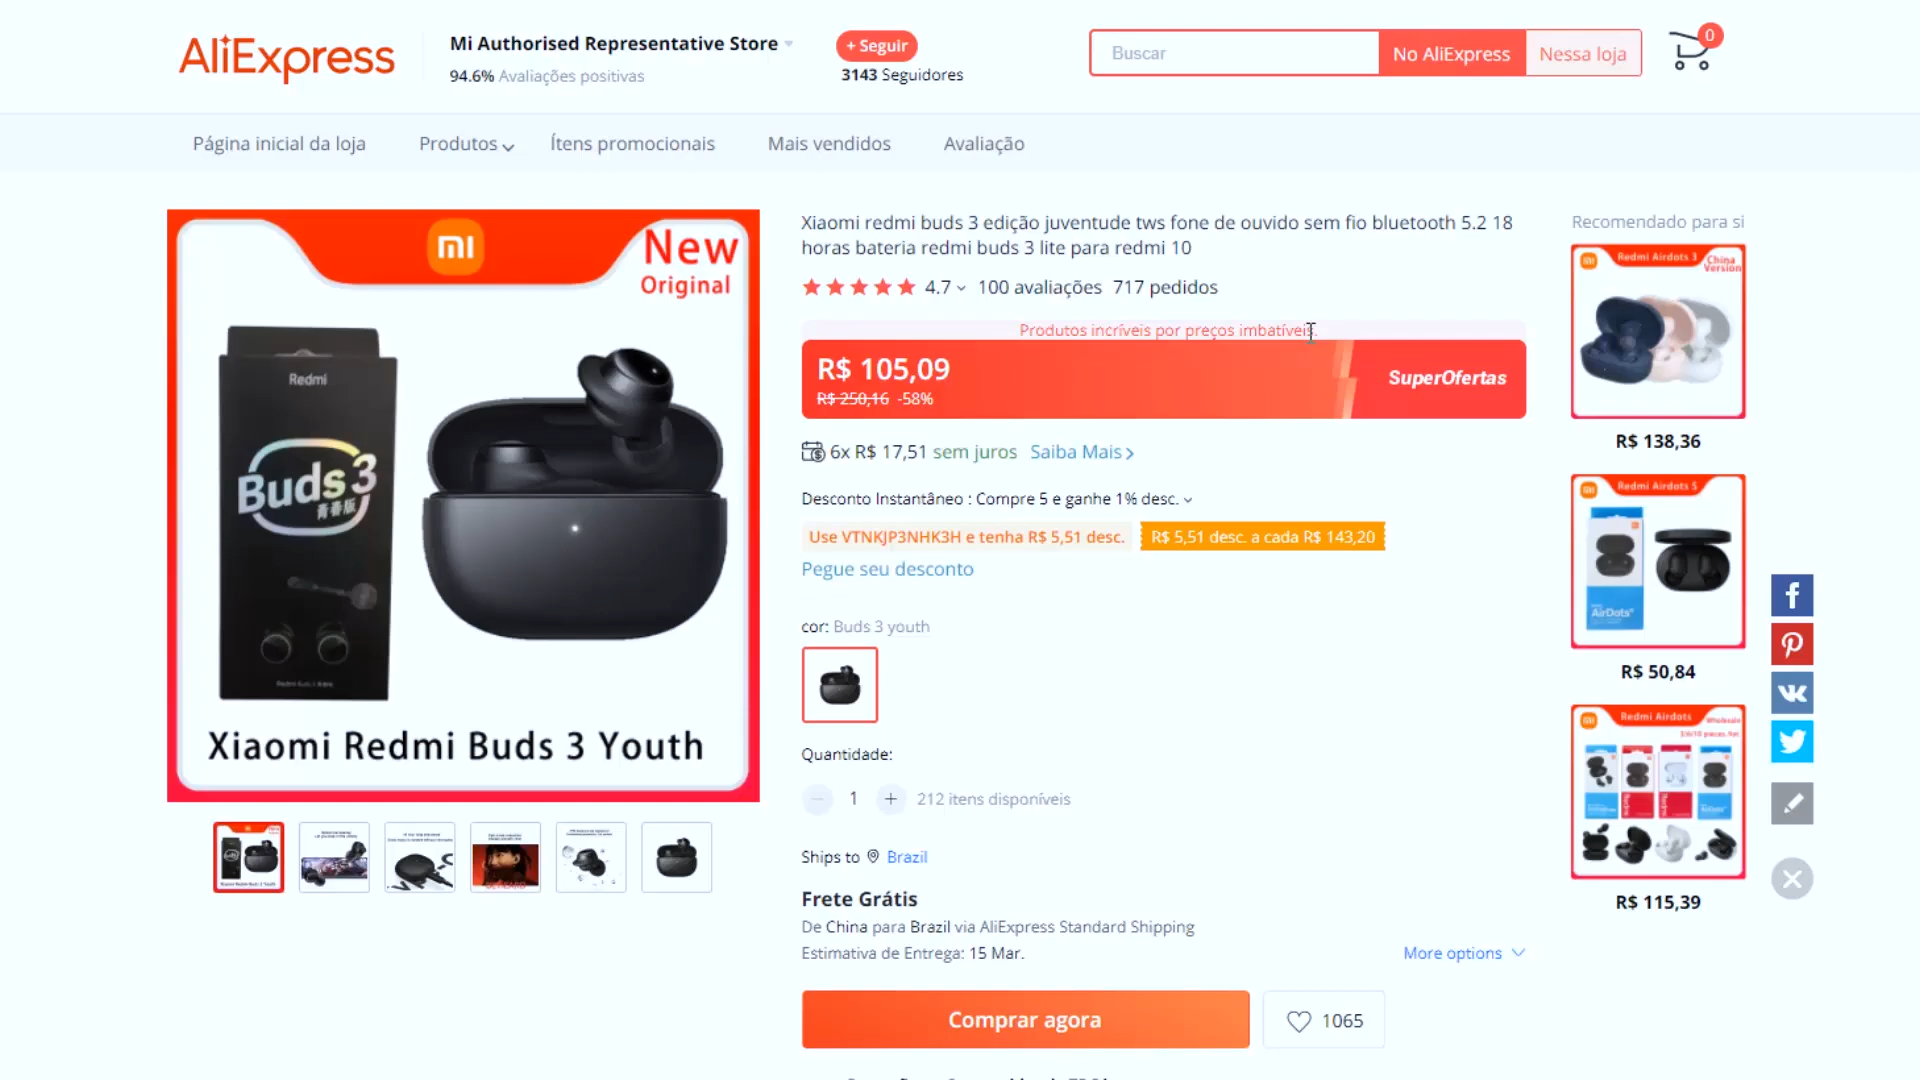 AliExpress
Mi Authorised Representative Store
94.6% Avaliações positivas
+ Seguir
3143 Seguidores
Buscar
No AliExpress
Nessa loja
0
Página inicial da loja
Produtos
Ítens promocionais
Mais vendidos
Avaliação
mi
New
Original
Redmi
Buds 3
青春版
Xiaomi Redmi Buds 3 Youth
Xiaomi redmi buds 3 edição juventude tws fone de ouvido sem fio bluetooth 5.2 18
horas bateria redmi buds 3 lite para redmi 10
4.7
100 avaliações
717 pedidos
Produtos incríveis por preços imbatíveis.
R$ 105,09
R$ 250,16 -58%
SuperOfertas
6x R$ 17,51 sem juros
Saiba Mais
Desconto Instantâneo : Compre 5 e ganhe 1% desc.
Use VTNKJP3NHK3H e tenha R$ 5,51 desc.
R$ 5,51 desc. a cada R$ 143,20
Pegue seu desconto
cor: Buds 3 youth
Quantidade:
1
212 itens disponíveis
Ships to
Brazil
Frete Grátis
De China para Brazil via AliExpress Standard Shipping
Estimativa de Entrega: 15 Mar.
More options
Comprar agora
1065
Recomendado para si
Redmi Airdots 3
China
Version
R$ 138,36
Redmi Airdots S
AirDots
R$ 50,84
Redmi Airdots
Wholesale
R$ 115,39